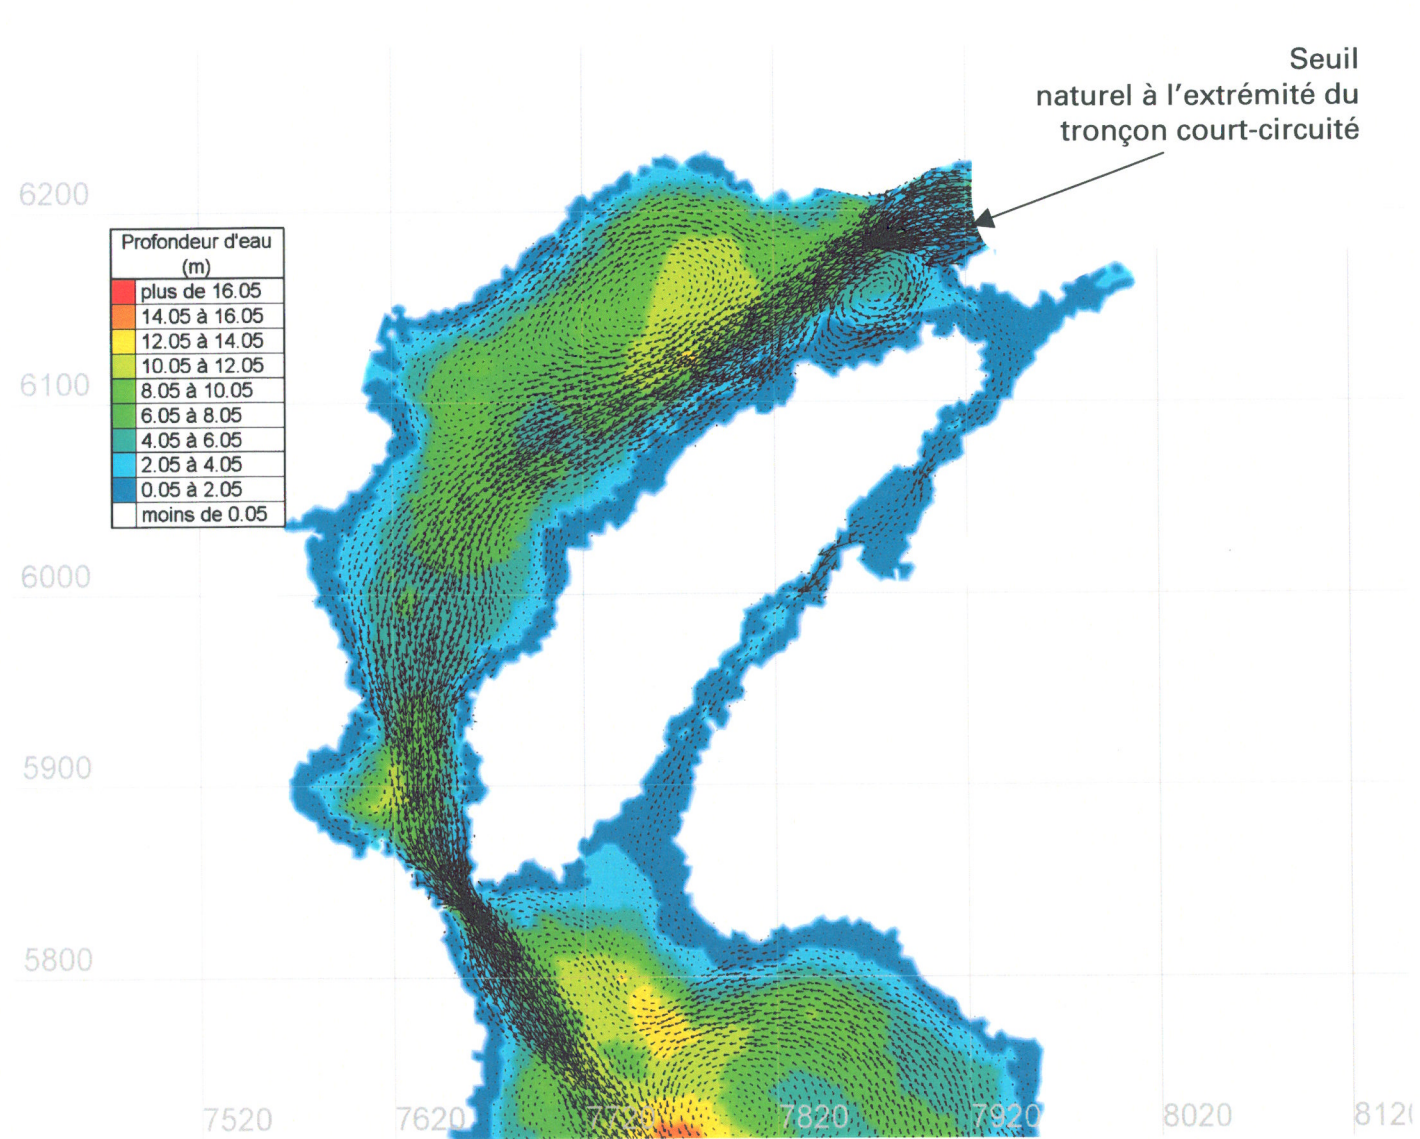 Seuil
naturel à l'extrémité du
tronçon court-circuité
6200
Profondeur d'eau
(m)
plus de 16.05
14.05 à 16.05
12.05 à 14.05
10.05 à 12.05
8.05 à 10.05
6.05 à 8.05
4.05 à 6.05
2.05 à 4.05
0.05 à 2.05
moins de 0.05
6100
6000
5900
5800
7520 7620 7720 7820 7920 8020